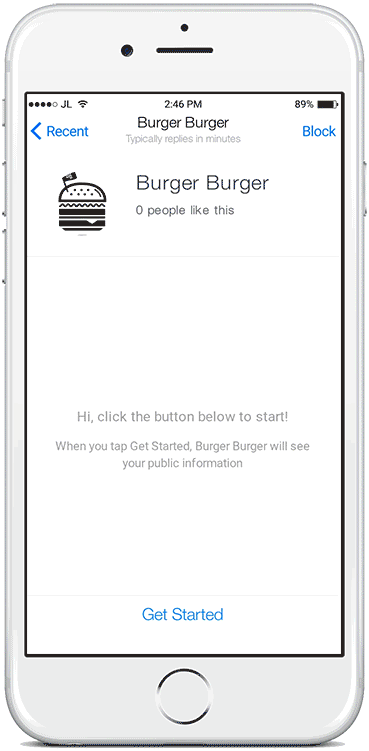 JL 2:46 PM 89%
Recent Burger Burger Block
Typically replies in minutes
Burger Burger
0 people like this
Hi, click the button below to start!
When you tap Get Started, Burger Burger will see
your public information
Get Started